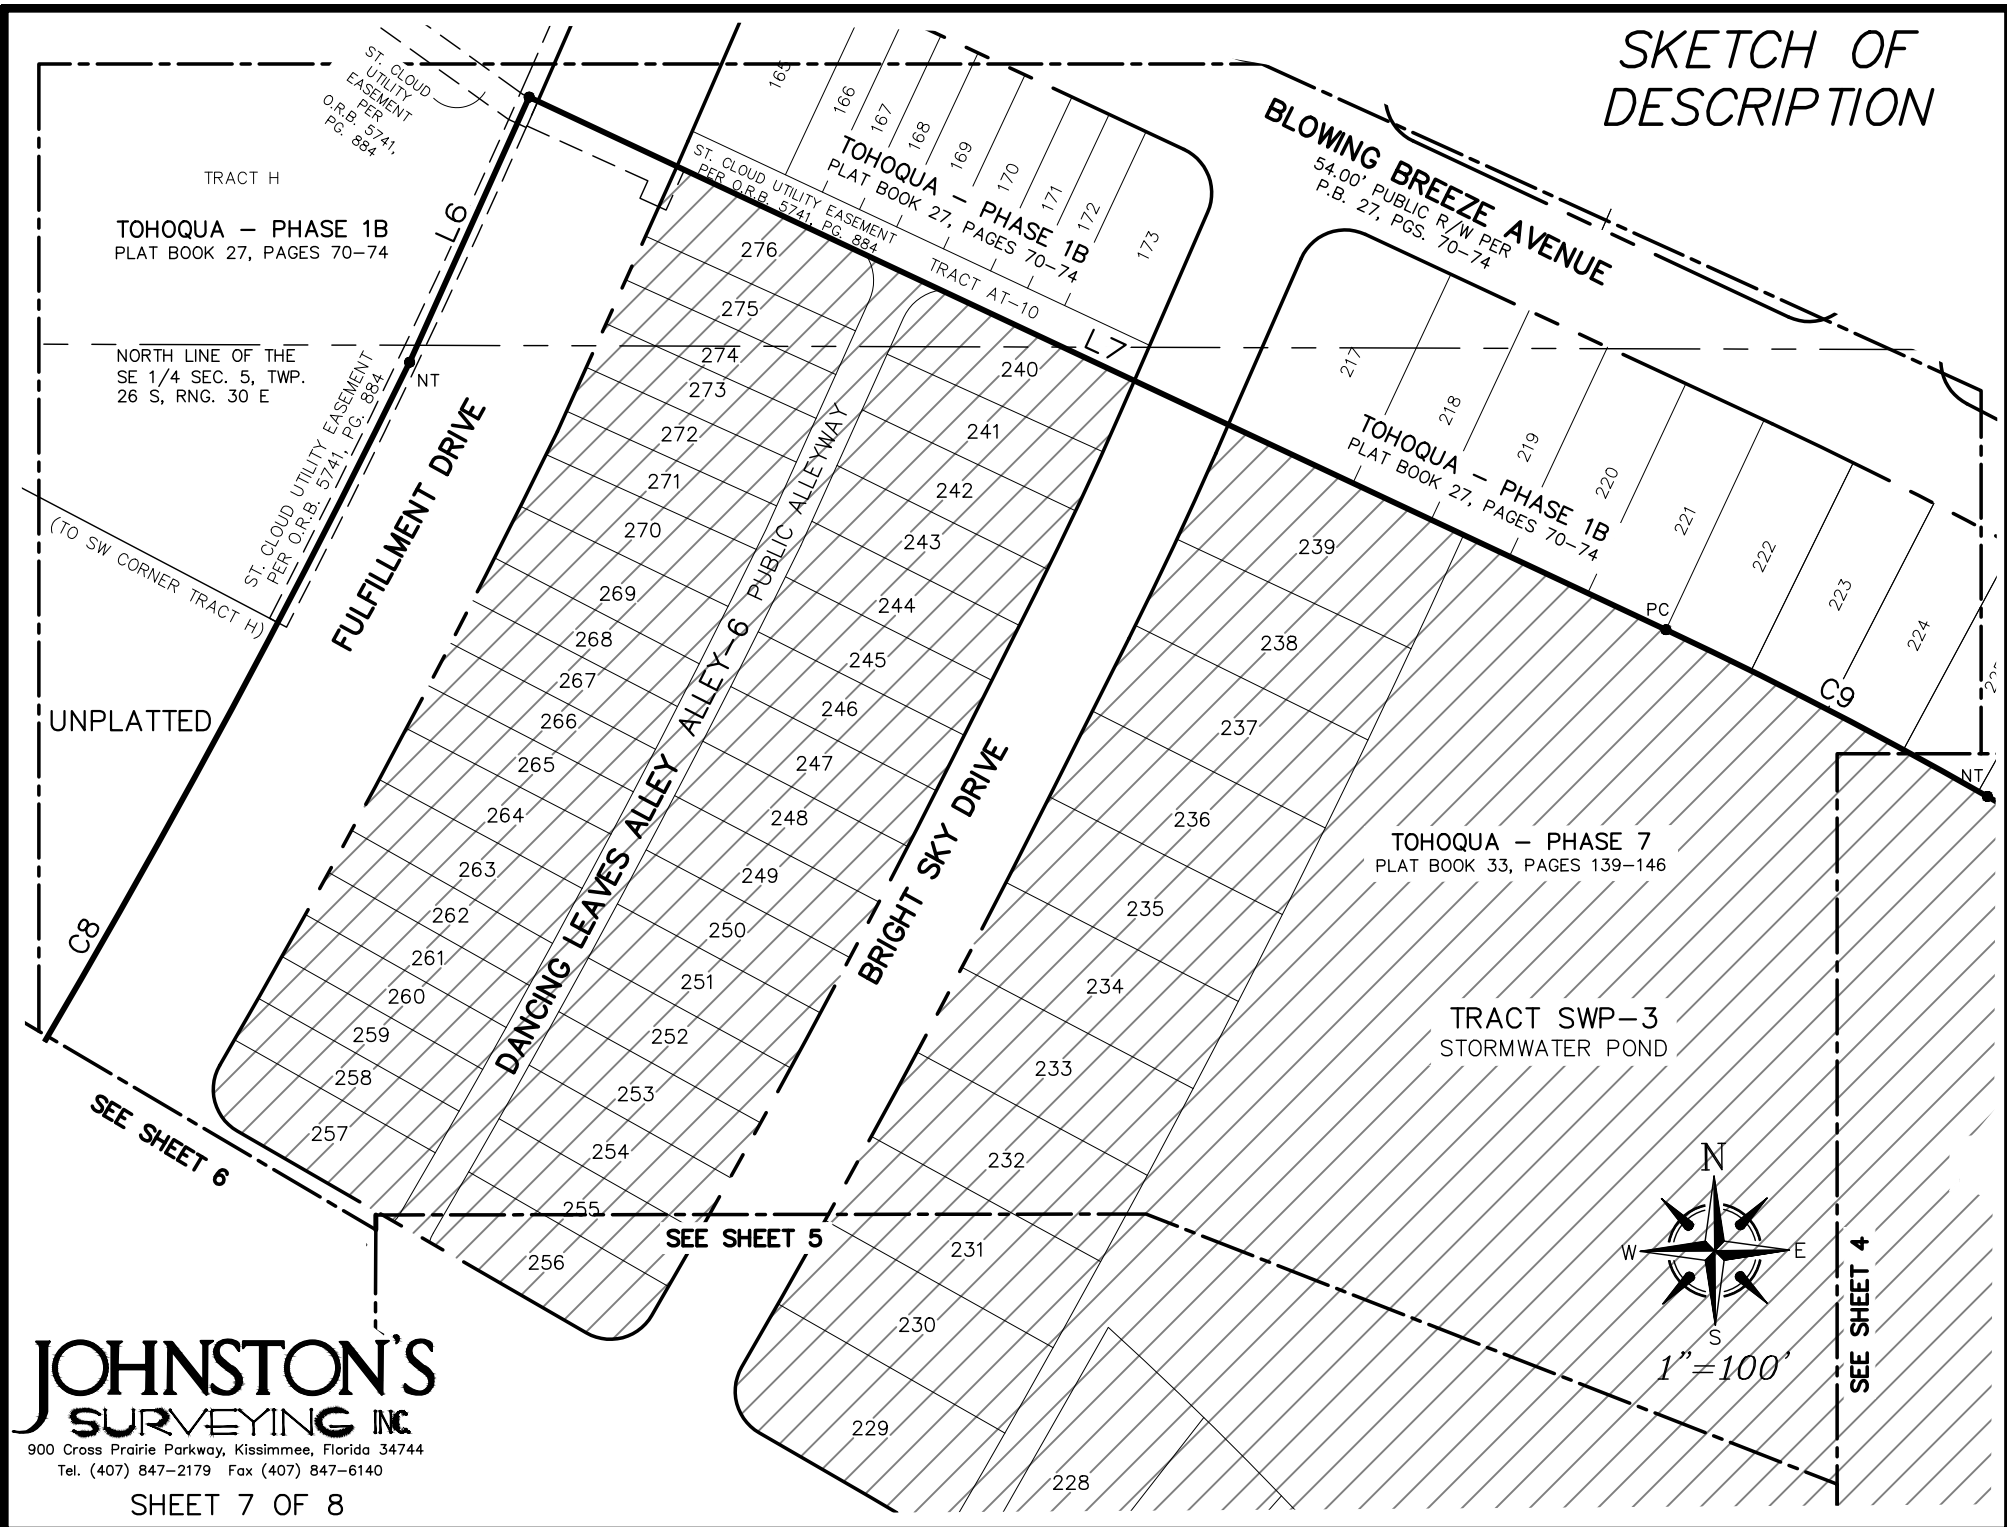 SKETCH OF
DESCRIPTION
ST. CLOUD
UTILITY
EASEMENT
PER
O.R.B. 5741,
PG. 884
TRACT H
TOHOQUA – PHASE 1B
PLAT BOOK 27, PAGES 70–74
L6
NORTH LINE OF THE
SE 1/4 SEC. 5, TWP.
26 S, RNG. 30 E
NT
ST. CLOUD UTILITY EASEMENT
PER O.R.B. 5741, PG. 884
(TO SW CORNER TRACT H)
UNPLATTED
C8
FULFILLMENT DRIVE
165
166
167
168
169
170
171
172
173
TOHOQUA – PHASE 1B
PLAT BOOK 27, PAGES 70–74
ST. CLOUD UTILITY EASEMENT
PER O.R.B. 5741, PG. 884
TRACT AT–10
L7
BLOWING BREEZE AVENUE
54.00' PUBLIC R/W PER
P.B. 27, PGS. 70–74
217
218
219
220
221
222
223
224
TOHOQUA – PHASE 1B
PLAT BOOK 27, PAGES 70–74
PC
C9
NT
276
275
274
273
272
271
270
269
268
267
266
265
264
263
262
261
260
259
258
257
DANCING LEAVES ALLEY ALLEY–6 PUBLIC ALLEYWAY
240
241
242
243
244
245
246
247
248
249
250
251
252
253
254
255
256
BRIGHT SKY DRIVE
239
238
237
236
235
234
233
232
231
230
229
228
TOHOQUA – PHASE 7
PLAT BOOK 33, PAGES 139–146
TRACT SWP–3
STORMWATER POND
N
W
E
S
1"=100'
SEE SHEET 4
SEE SHEET 5
SEE SHEET 6
JOHNSTON'S
SURVEYING INC.
900 Cross Prairie Parkway, Kissimmee, Florida 34744
Tel. (407) 847–2179 Fax (407) 847–6140
SHEET 7 OF 8